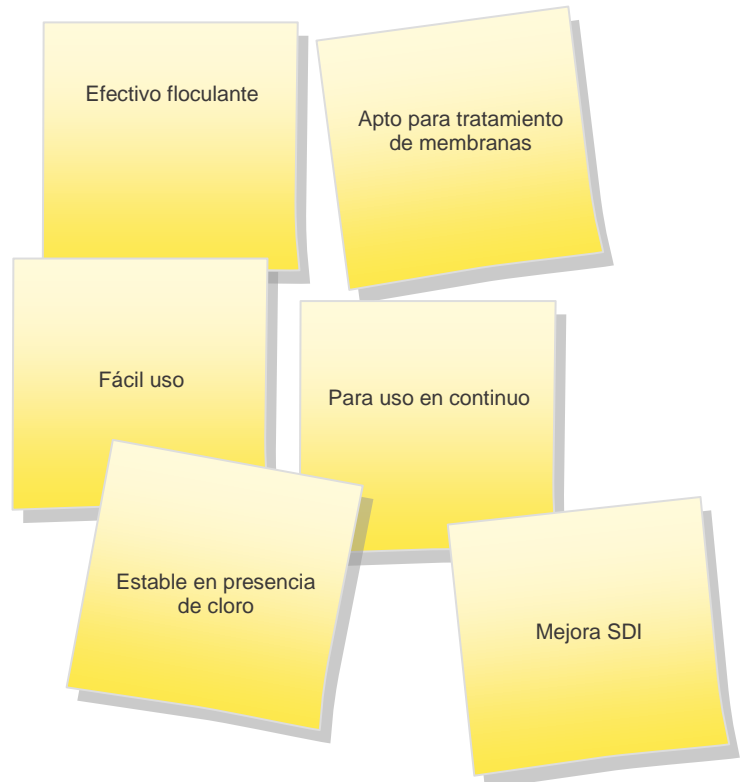 Efectivo floculante
Apto para tratamiento
de membranas
Fácil uso
Para uso en continuo
Estable en presencia
de cloro
Mejora SDI